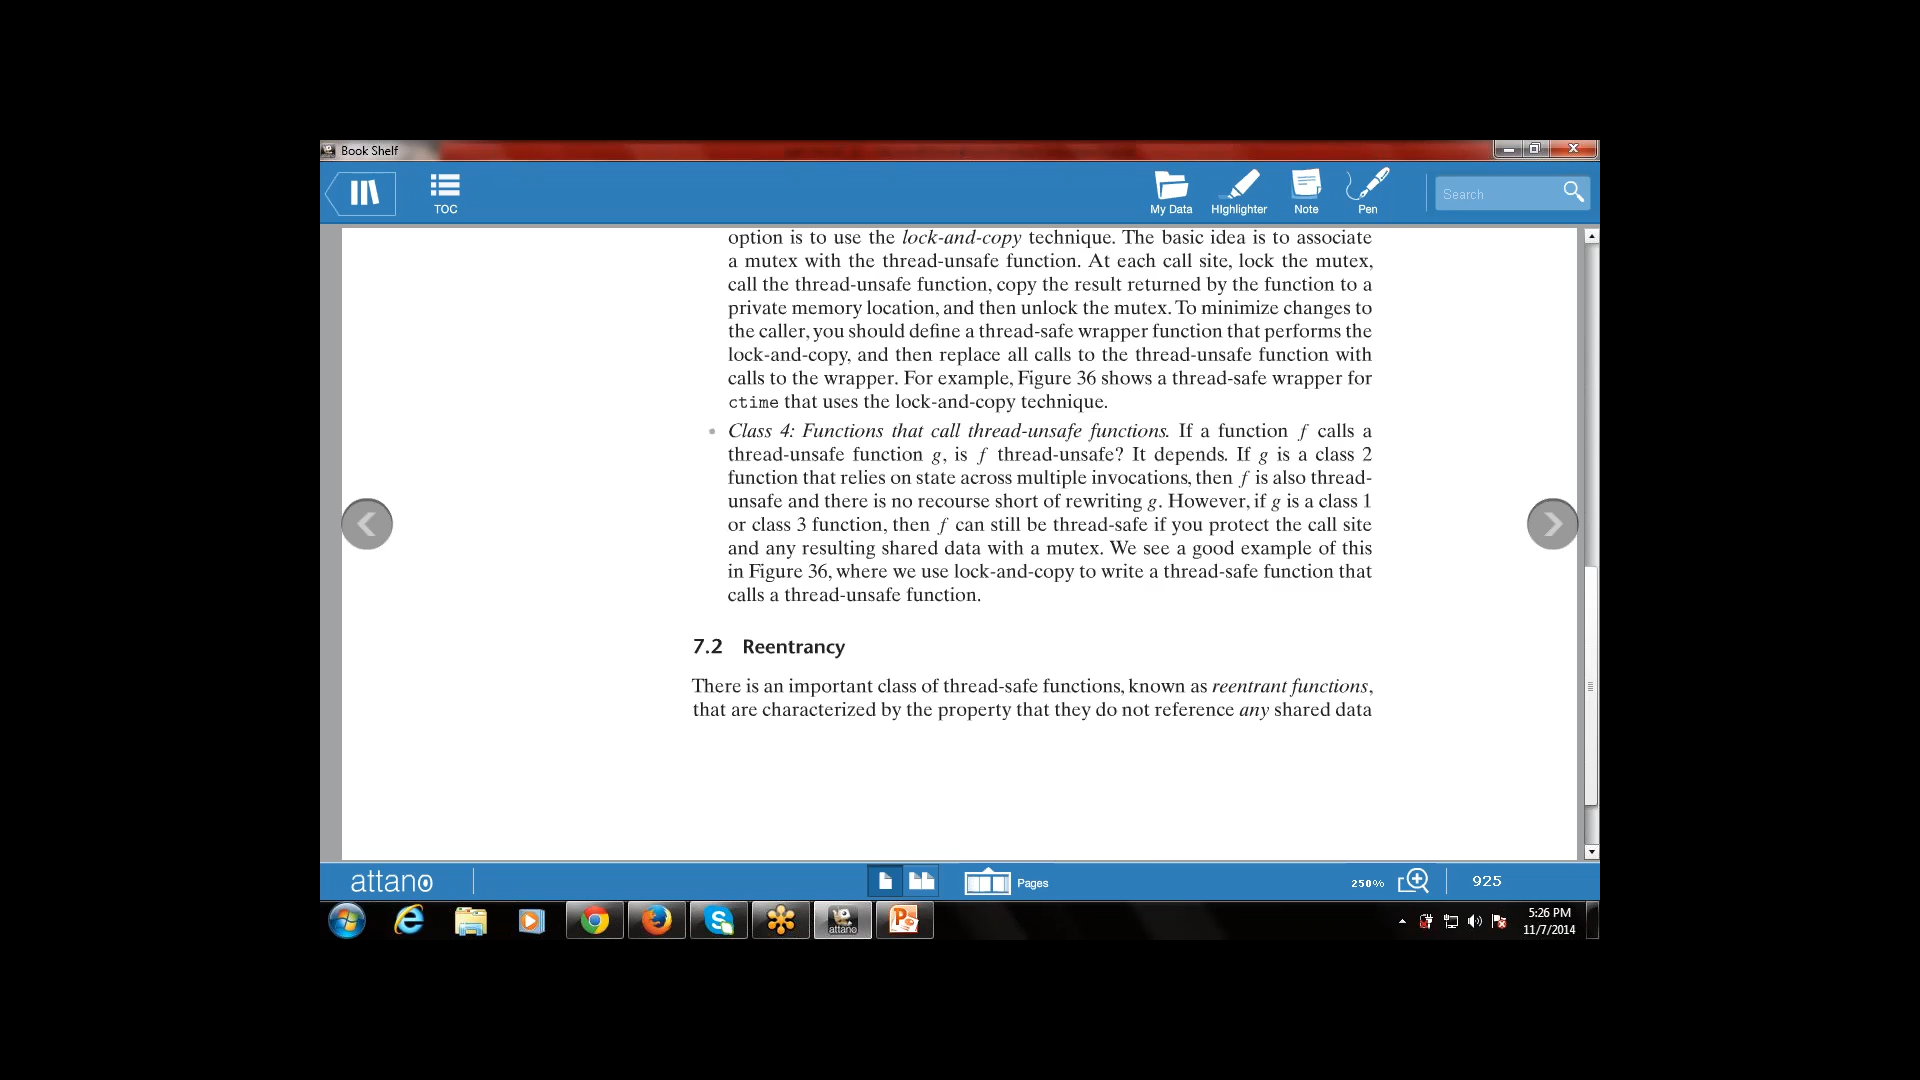 Book Shelf
TOC
My Data
HIghlighter
Note
Pen
Search
option is to use the lock-and-copy technique. The basic idea is to associate
a mutex with the thread-unsafe function. At each call site, lock the mutex,
call the thread-unsafe function, copy the result returned by the function to a
private memory location, and then unlock the mutex. To minimize changes to
the caller, you should define a thread-safe wrapper function that performs the
lock-and-copy, and then replace all calls to the thread-unsafe function with
calls to the wrapper. For example, Figure 36 shows a thread-safe wrapper for
ctime that uses the lock-and-copy technique.
• Class 4: Functions that call thread-unsafe functions. If a function f calls a
thread-unsafe function g, is f thread-unsafe? It depends. If g is a class 2
function that relies on state across multiple invocations, then f is also thread-
unsafe and there is no recourse short of rewriting g. However, if g is a class 1
or class 3 function, then f can still be thread-safe if you protect the call site
and any resulting shared data with a mutex. We see a good example of this
in Figure 36, where we use lock-and-copy to write a thread-safe function that
calls a thread-unsafe function.
7.2 Reentrancy
There is an important class of thread-safe functions, known as reentrant functions,
that are characterized by the property that they do not reference any shared data
attano
Pages
250%
925
attano
5:26 PM
11/7/2014